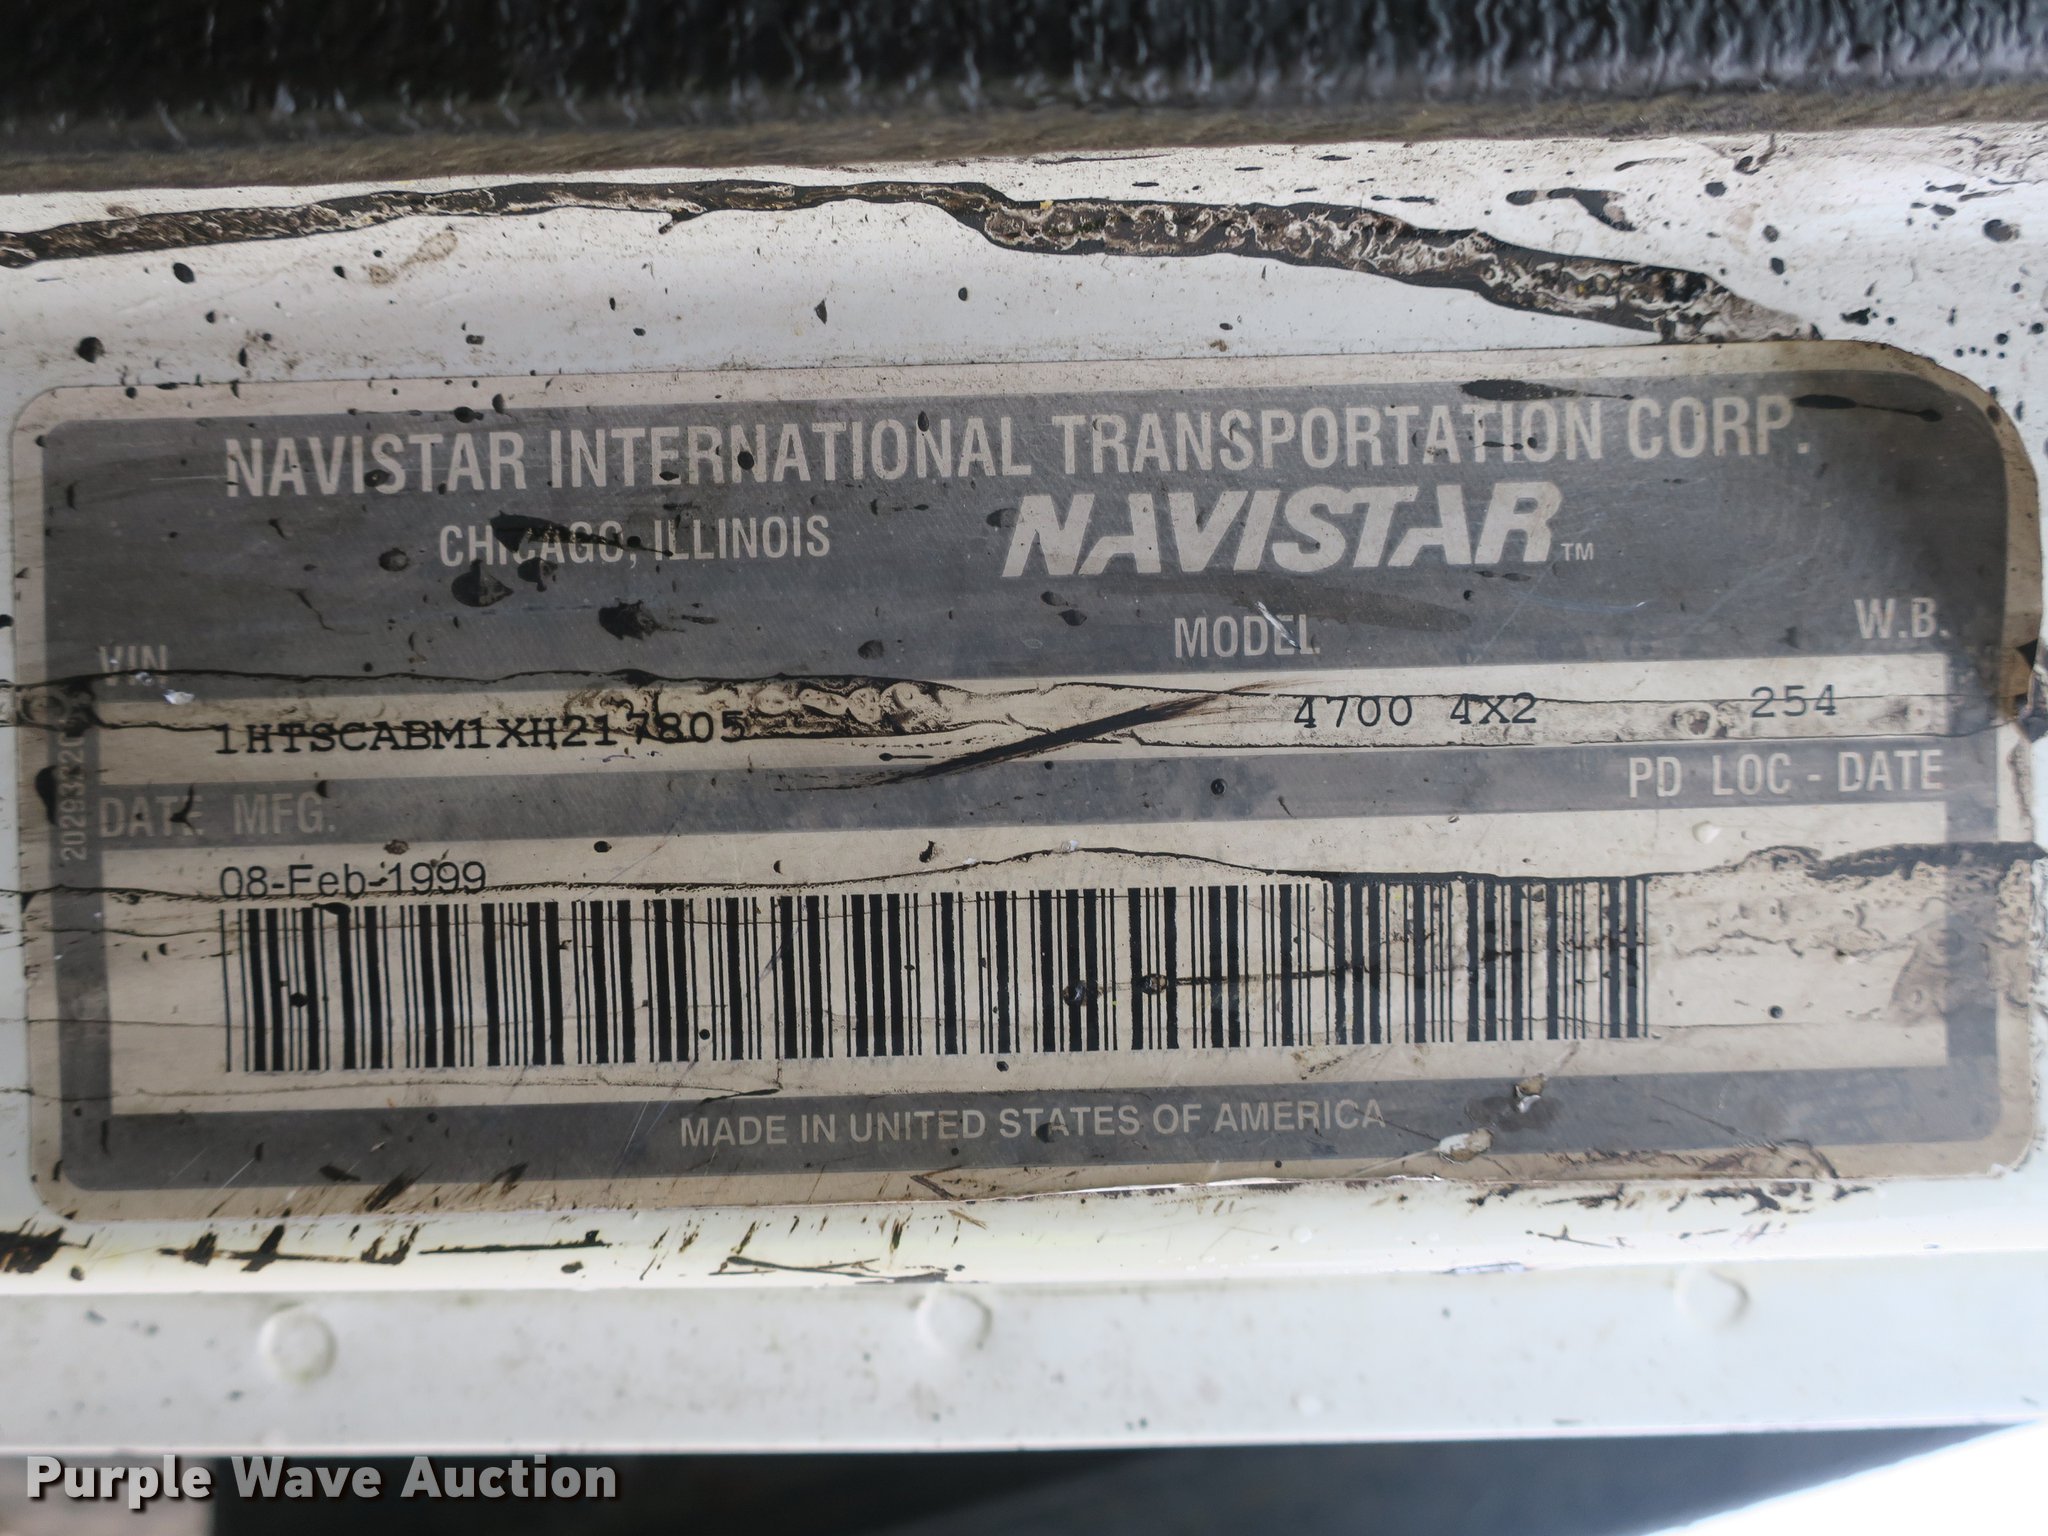 NAVISTAR INTERNATIONAL TRANSPORTATION CORP.
CHICAGO, ILLINOIS NAVISTAR™
VIN MODEL W.B.
1HTSCABM1XH217805 4700 4X2 254
DATE MFG. PD LOC - DATE
08-Feb-1999
MADE IN UNITED STATES OF AMERICA
Purple Wave Auction